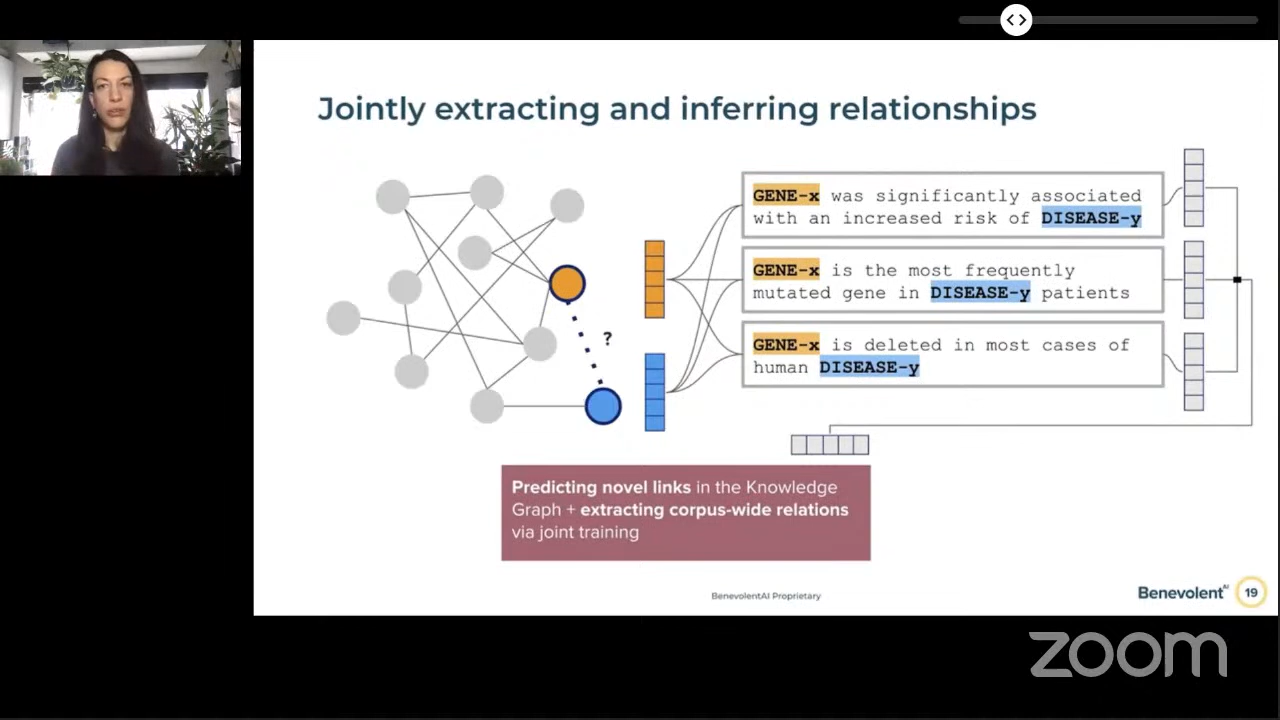 Jointly extracting and inferring relationships
?
GENE-x was significantly associated
with an increased risk of DISEASE-y
GENE-x is the most frequently
mutated gene in DISEASE-y patients
GENE-x is deleted in most cases of
human DISEASE-y
Predicting novel links in the Knowledge
Graph + extracting corpus-wide relations
via joint training
BenevolentAI Proprietary
Benevolent AI
19
zoom